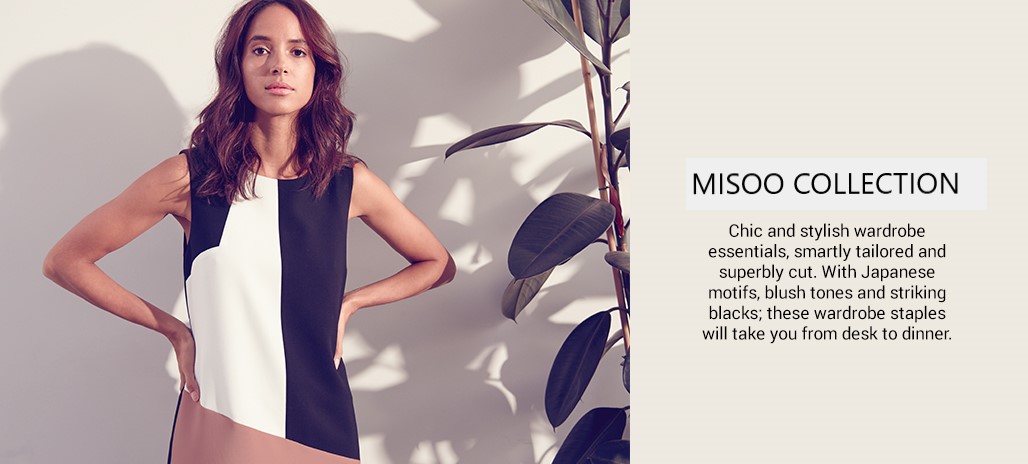 MISOO COLLECTION
Chic and stylish wardrobe
essentials, smartly tailored and
superbly cut. With Japanese
motifs, blush tones and striking
blacks; these wardrobe staples
will take you from desk to dinner.